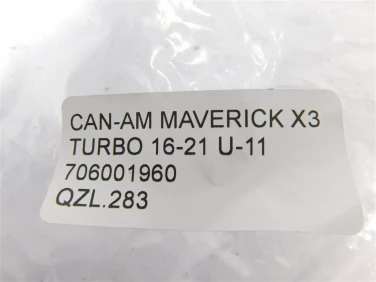 CAN-AM MAVERICK X3
TURBO 16-21 U-11
706001960
QZL.283